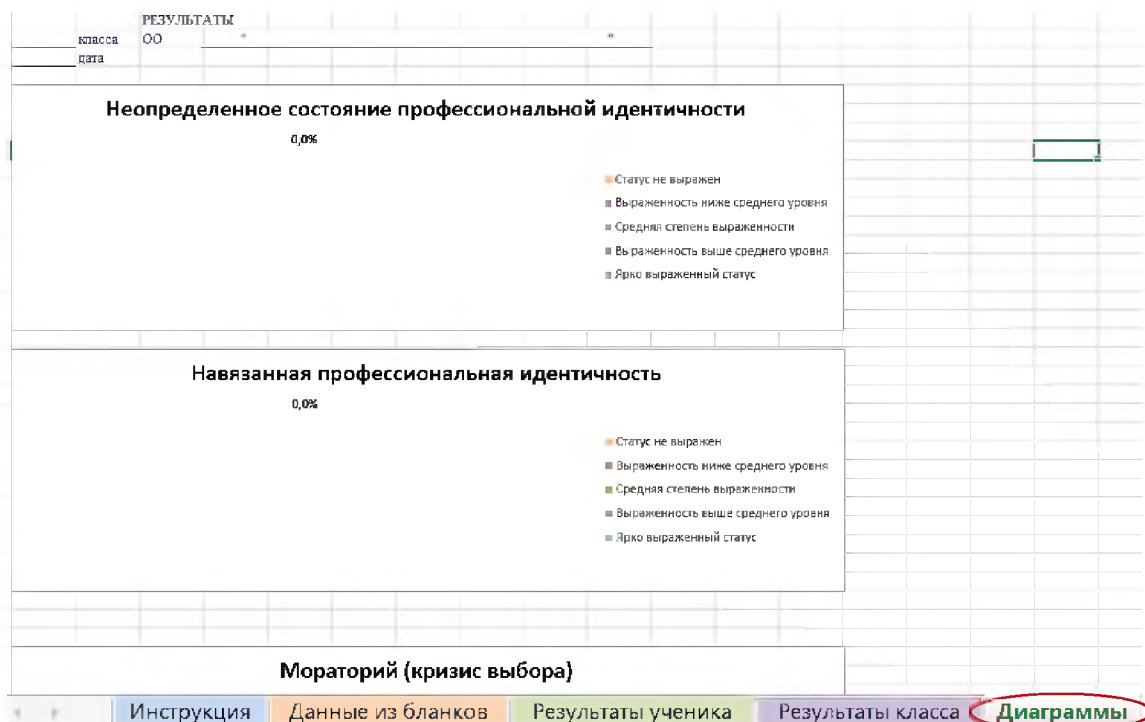 РЕЗУЛЬТАТЫ
класса ОО " "
дата
Неопределенное состояние профессиональной идентичности
0,0%
Статус не выражен
Выраженность ниже среднего уровня
Средняя степень выраженности
Выраженность выше среднего уровня
Ярко выраженный статус
Навязанная профессиональная идентичность
0,0%
Статус не выражен
Выраженность ниже среднего уровня
Средняя степень выраженности
Выраженность выше среднего уровня
Ярко выраженный статус
Мораторий (кризис выбора)
Инструкция Данные из бланков Результаты ученика Результаты класса Диаграммы